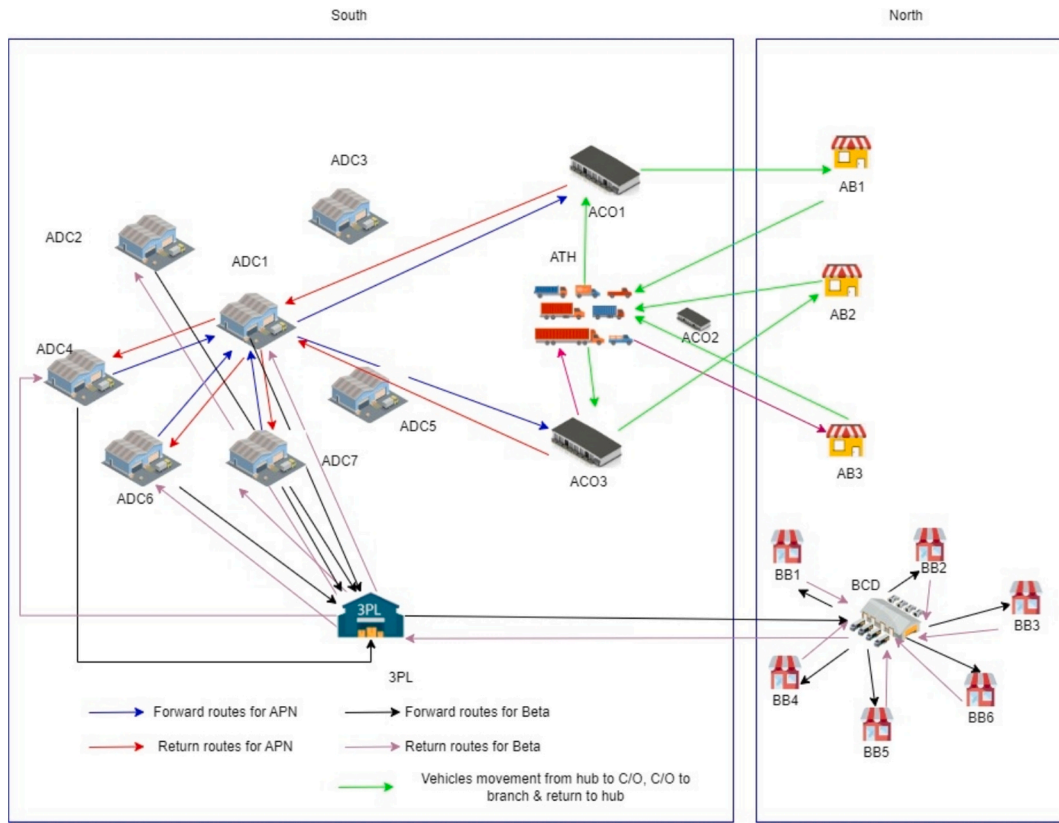 South
North
ADC3
ADC2
ADC1
ACO1
AB1
ATH
AB2
ACO2
ADC4
ADC5
ADC7
ACO3
AB3
ADC6
BB1
BCD
BB2
3PL
BB3
3PL
BB4
BB6
BB5
Forward routes for APN
Forward routes for Beta
Return routes for APN
Return routes for Beta
Vehicles movement from hub to C/O, C/O to
branch & return to hub